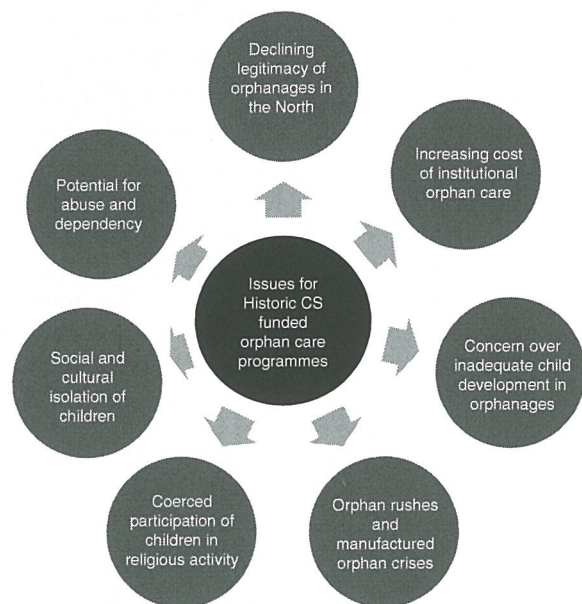 Declining
legitimacy of
orphanages in
the North
Increasing cost
of institutional
orphan care
Concern over
inadequate child
development in
orphanages
Orphan rushes
and
manufactured
orphan crises
Coerced
participation of
children in
religious activity
Social and
cultural
isolation of
children
Potential for
abuse and
dependency
Issues for
Historic CS
funded
orphan care
programmes